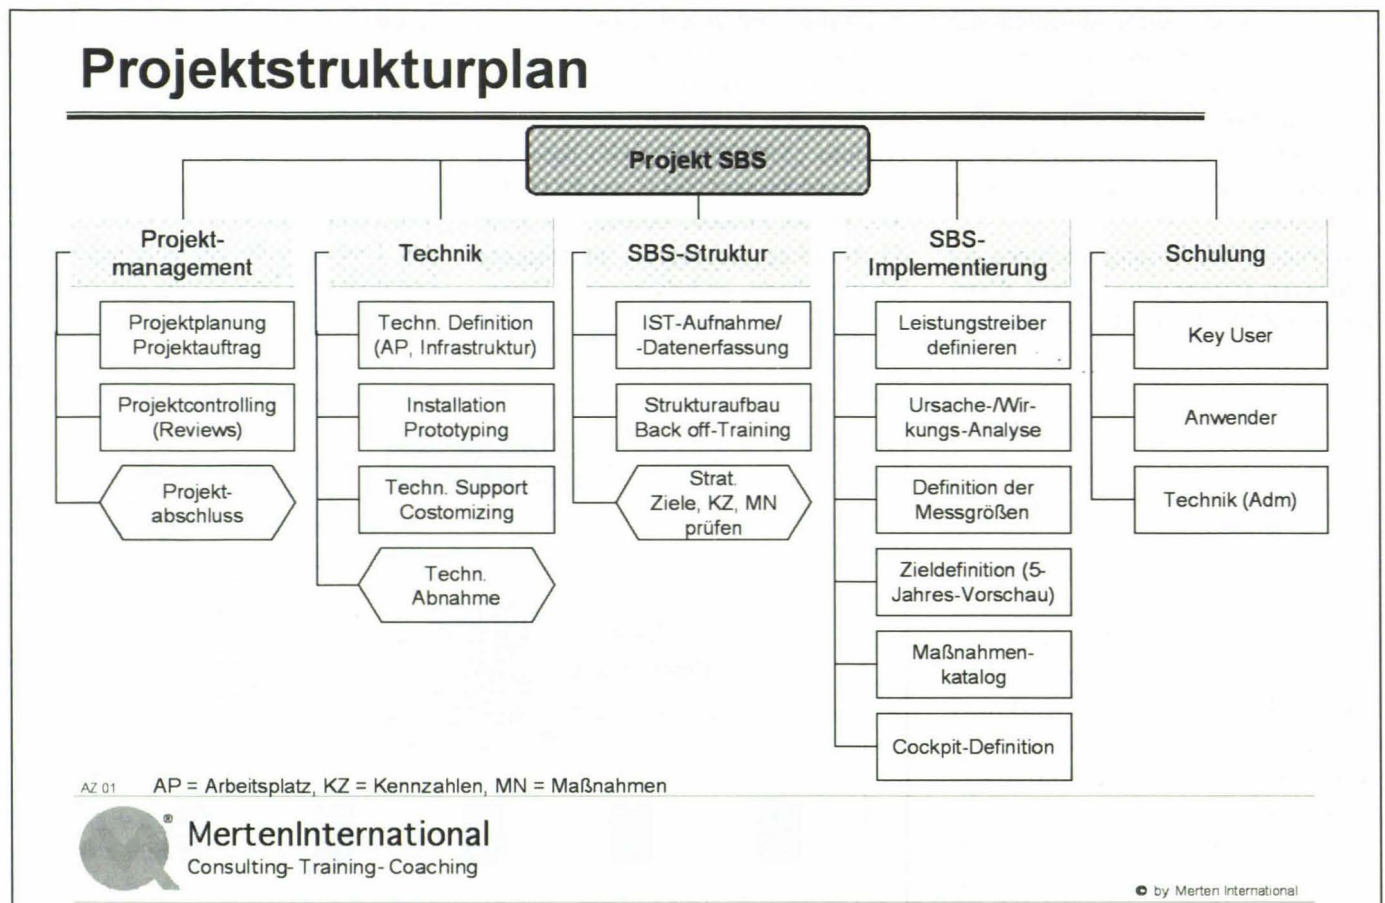 Projektstrukturplan
Projekt SBS
Projekt-
management
Projektplanung
Projektauftrag
Projektcontrolling
(Reviews)
Projekt-
abschluss
Technik
Techn. Definition
(AP, Infrastruktur)
Installation
Prototyping
Techn. Support
Costomizing
Techn.
Abnahme
SBS-Struktur
IST-Aufnahme/
-Datenerfassung
Strukturaufbau
Back off-Training
Strat.
Ziele, KZ, MN
prüfen
SBS-
Implementierung
Leistungstreiber
definieren
Ursache-/Wir-
kungs-Analyse
Definition der
Messgrößen
Zieldefinition (5-
Jahres-Vorschau)
Maßnahmen-
katalog
Cockpit-Definition
Schulung
Key User
Anwender
Technik (Adm)
AZ 01 AP = Arbeitsplatz, KZ = Kennzahlen, MN = Maßnahmen
®
MertenInternational
Consulting- Training- Coaching
© by Merten International